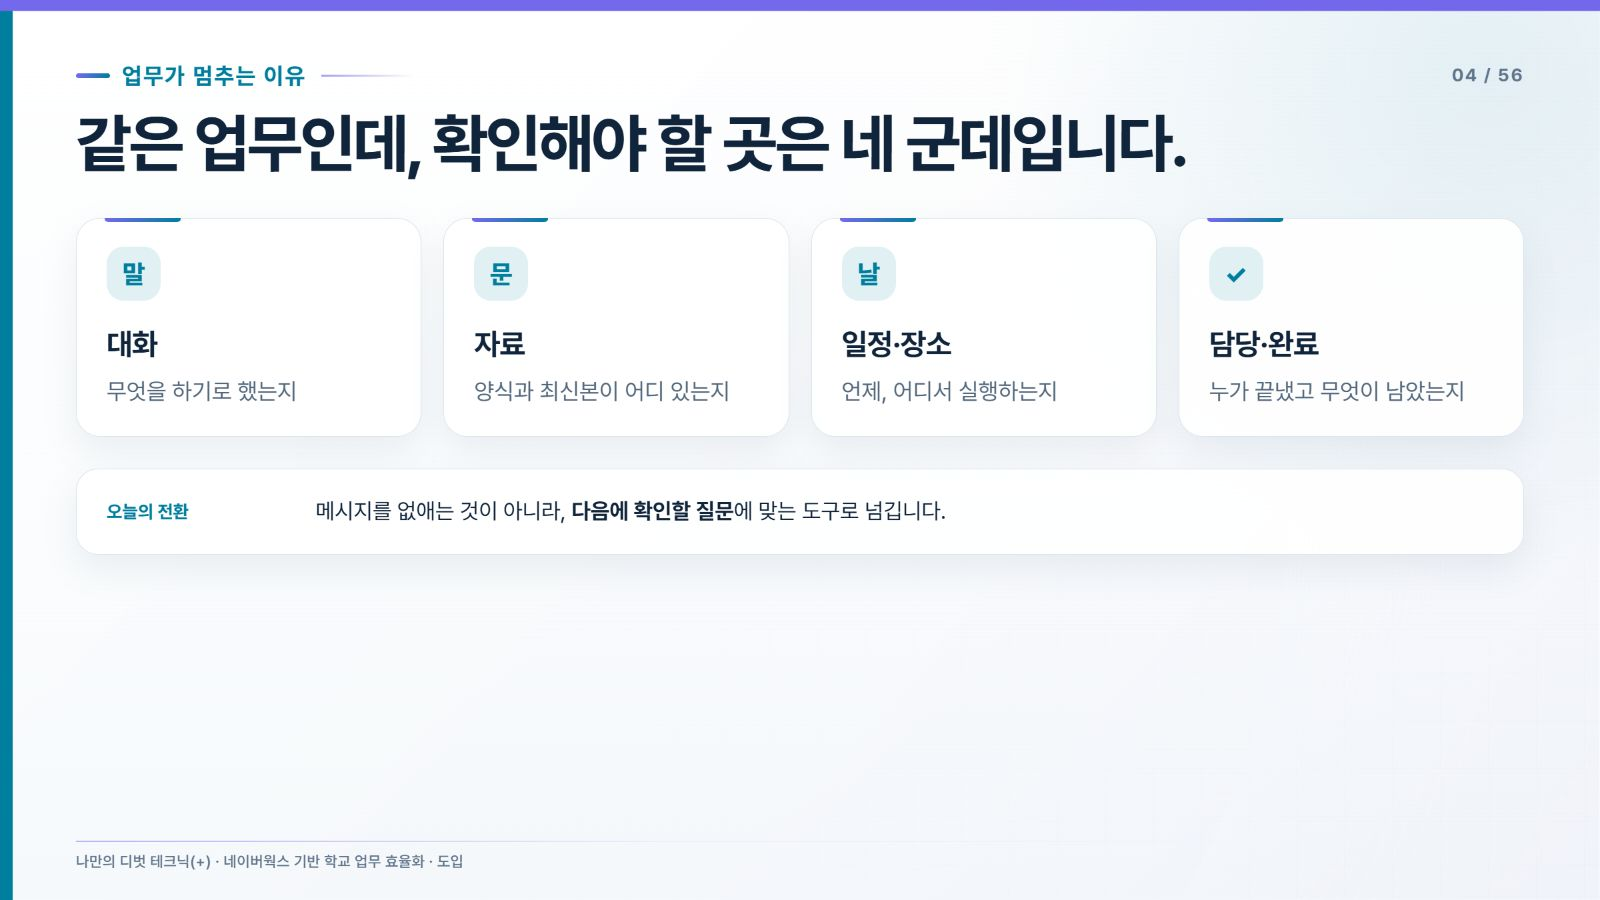 업무가 멈추는 이유
04 / 56
같은 업무인데, 확인해야 할 곳은 네 군데입니다.
말
대화
무엇을 하기로 했는지
문
자료
양식과 최신본이 어디 있는지
날
일정·장소
언제, 어디서 실행하는지
✓
담당·완료
누가 끝냈고 무엇이 남았는지
오늘의 전환
메시지를 없애는 것이 아니라, 다음에 확인할 질문에 맞는 도구로 넘깁니다.
나만의 디벗 테크닉(+) · 네이버웍스 기반 학교 업무 효율화 · 도입